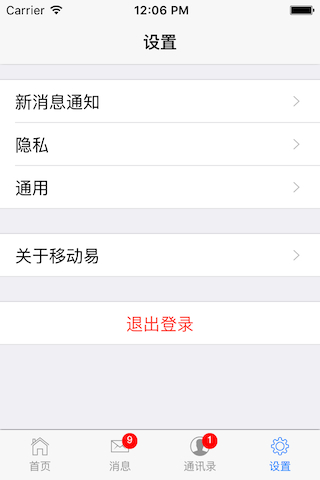 Carrier 12:06 PM
设置
新消息通知
隐私
通用
关于移动易
退出登录
9 1
首页 消息 通讯录 设置